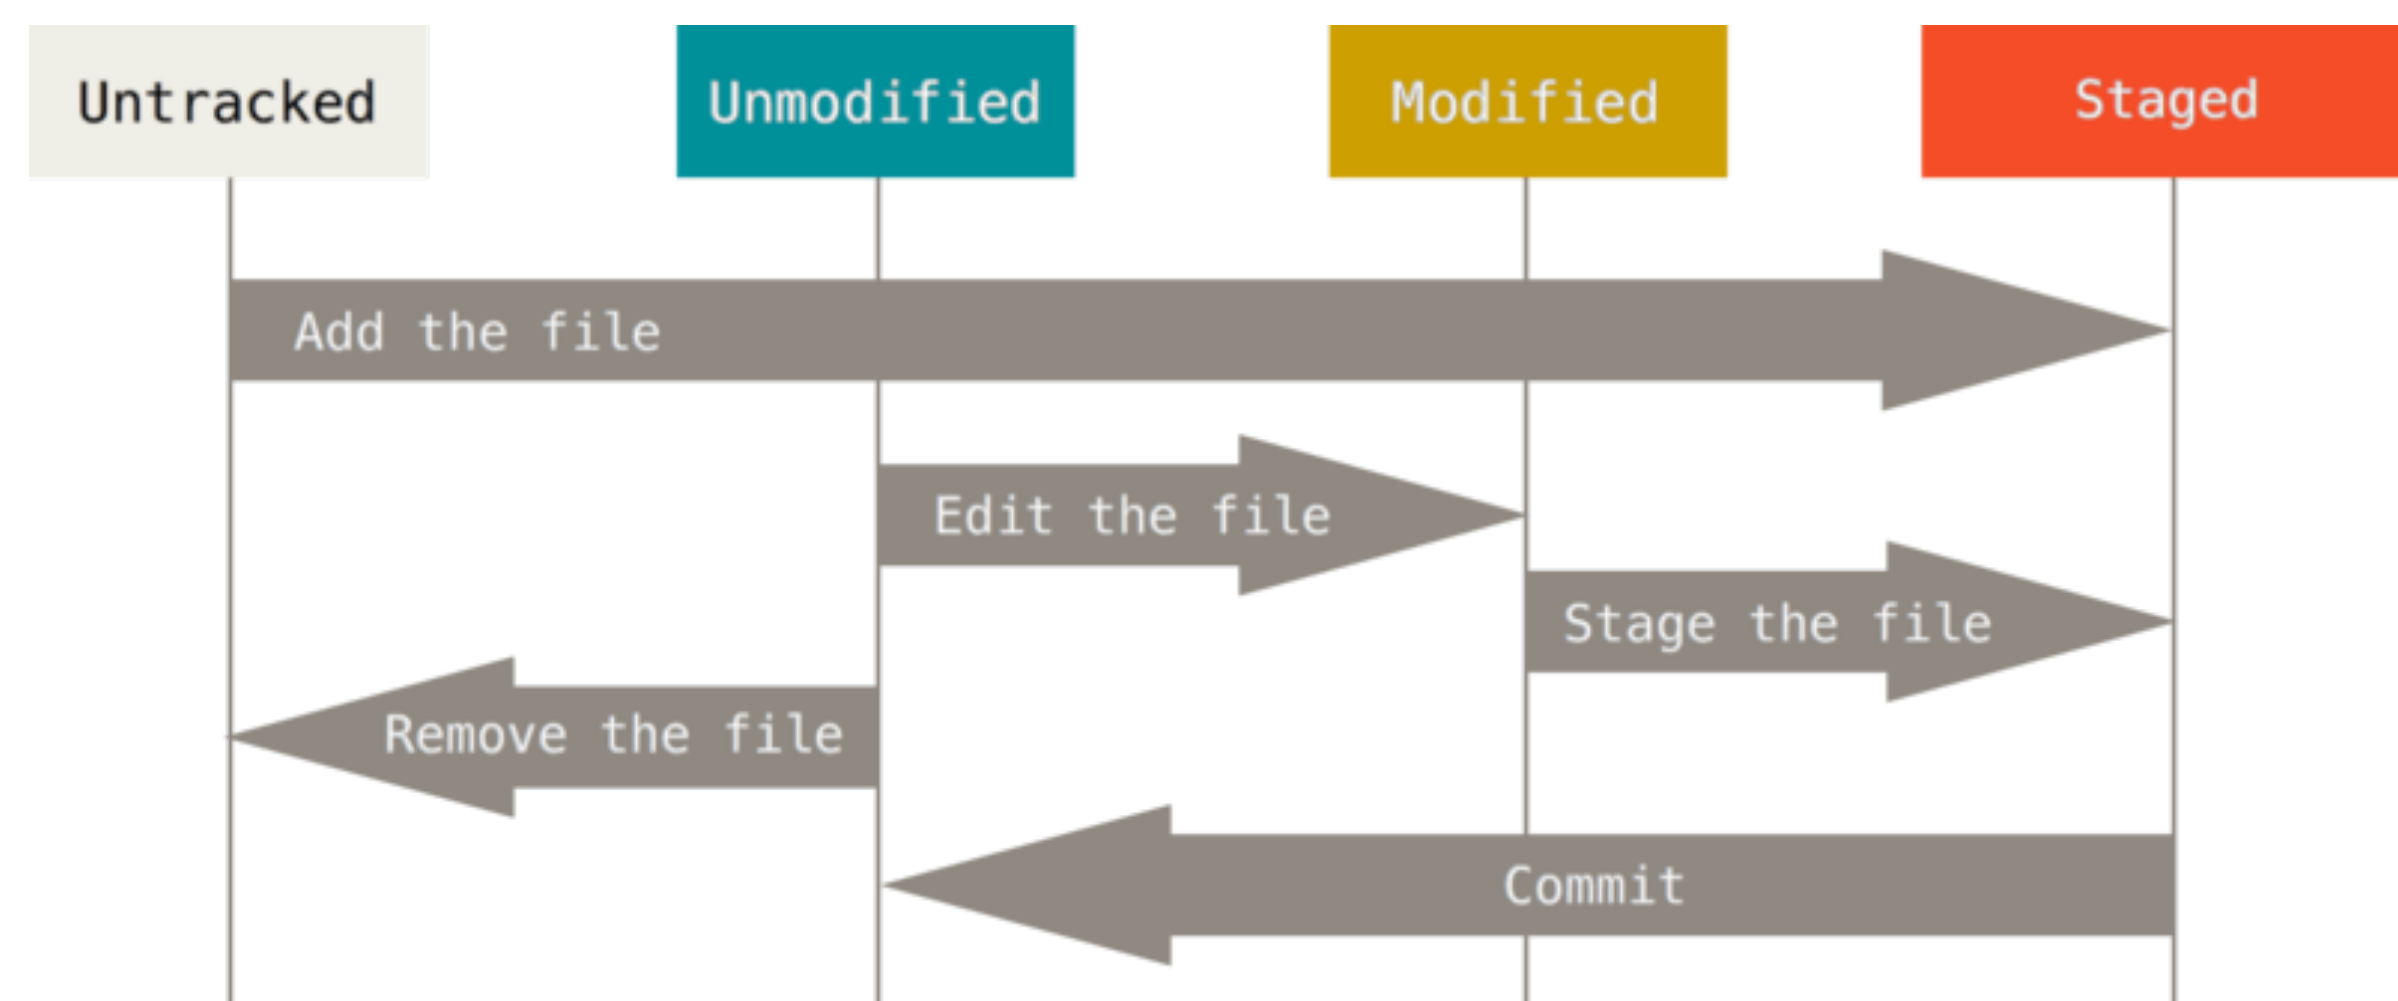 Untracked
Unmodified
Modified
Staged
Add the file
Edit the file
Stage the file
Remove the file
Commit